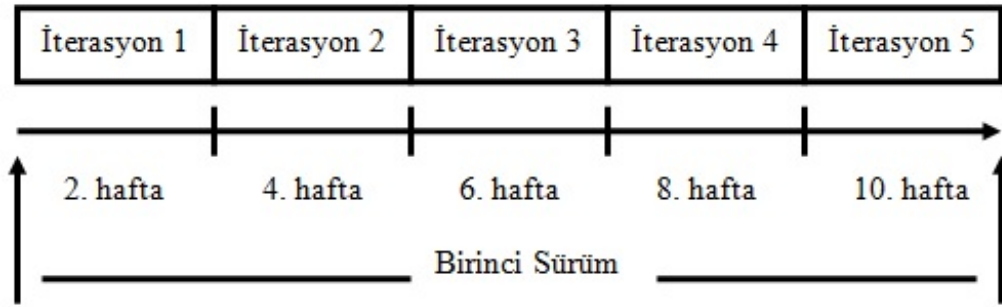 İterasyon 1 İterasyon 2 İterasyon 3 İterasyon 4 İterasyon 5
2. hafta 4. hafta 6. hafta 8. hafta 10. hafta
Birinci Sürüm